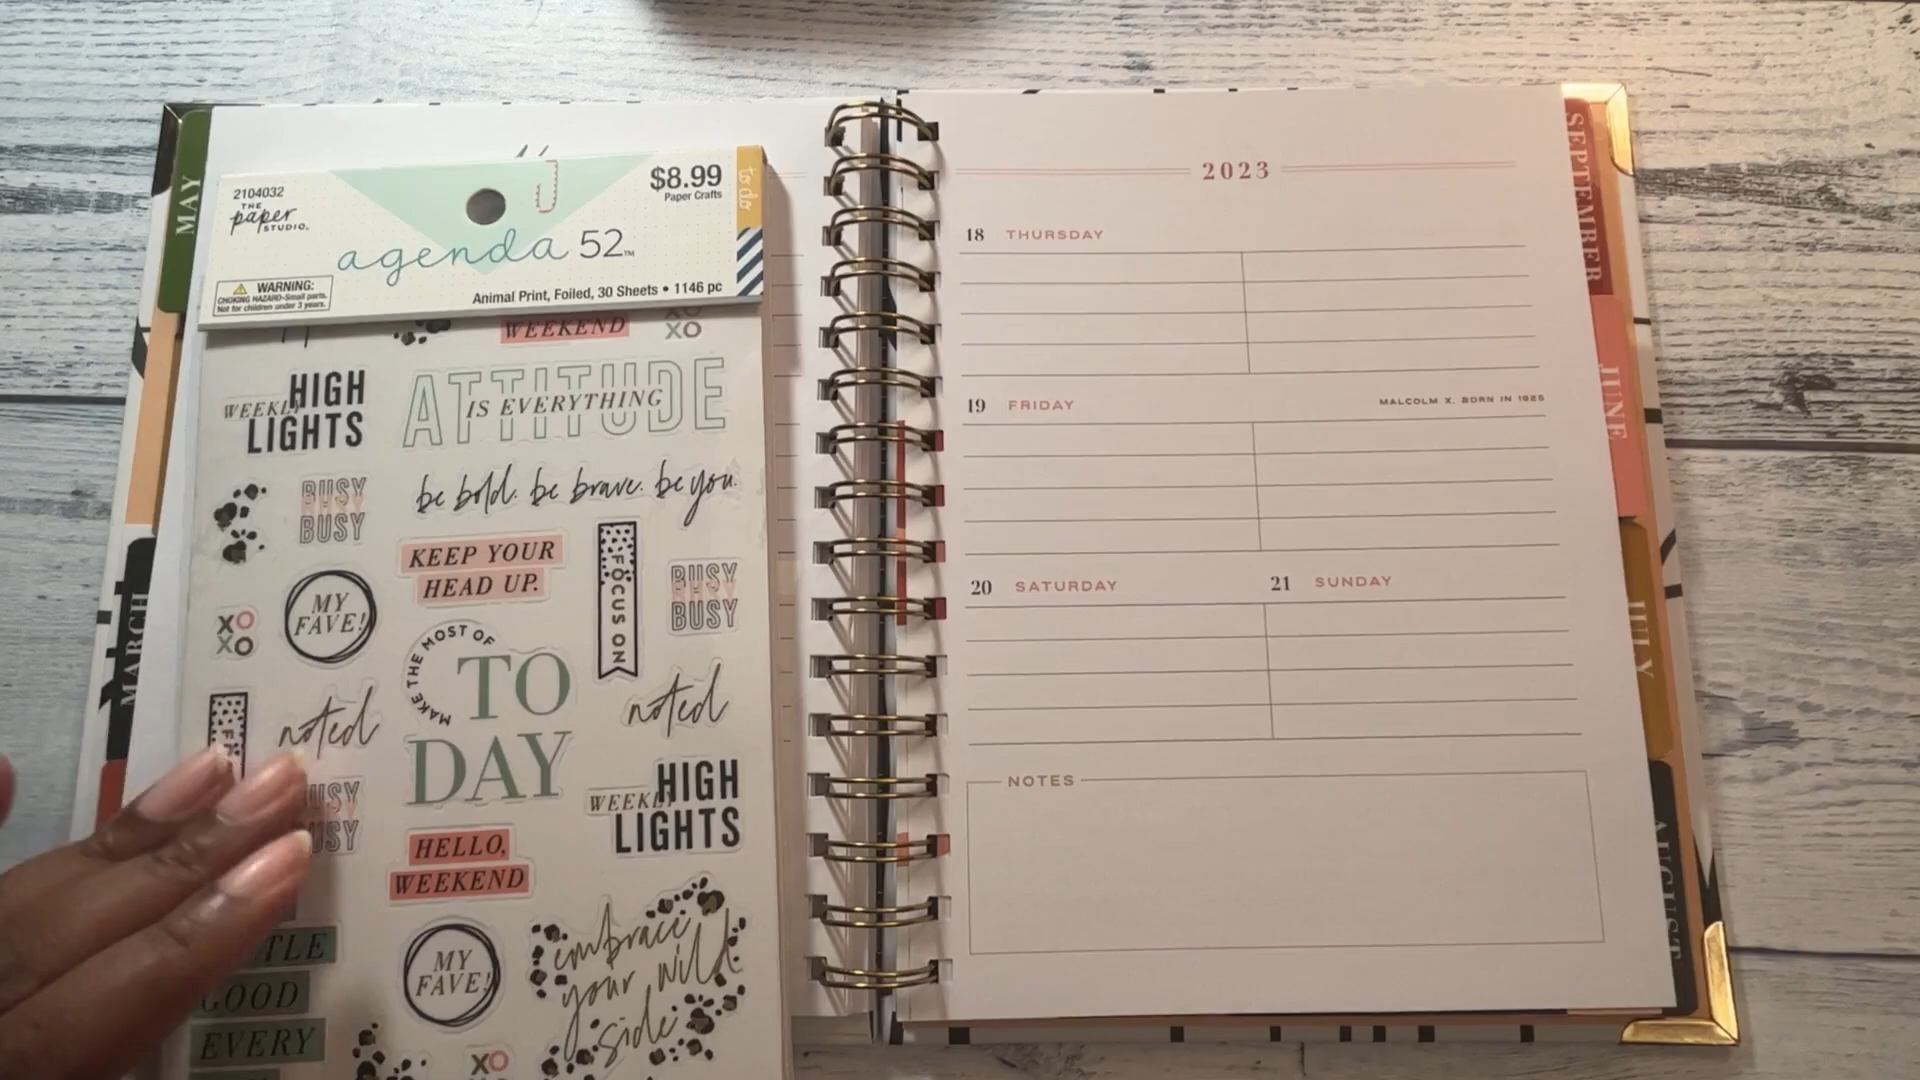 MAY
MARCH
2104032
THE
paper
STUDIO
$8.99
Paper Crafts
to do
agenda 52™
WARNING:
CHOKING HAZARD-Small parts.
Not for children under 3 years.
Animal Print, Foiled, 30 Sheets • 1146 pc
WEEKEND
XO
XO
WEEKLY HIGH
LIGHTS
ATTITUDE
IS EVERYTHING
be bold. be brave. be you.
BUSY
BUSY
BUSY
KEEP YOUR
HEAD UP.
FOCUS ON
BUSY
BUSY
BUSY
XO
XO
MY
FAVE!
MAKE THE MOST OF
TO
DAY
noted
noted
BUSY
WEEKLY HIGH
LIGHTS
HELLO,
WEEKEND
GOOD
EVERY
MY
FAVE!
embrace
your wild
side
XO
2023
18 THURSDAY
19 FRIDAY
MALCOLM X. BORN IN 1925
20 SATURDAY
21 SUNDAY
NOTES
SEPTEMBER
JUNE
JULY
AUGUST